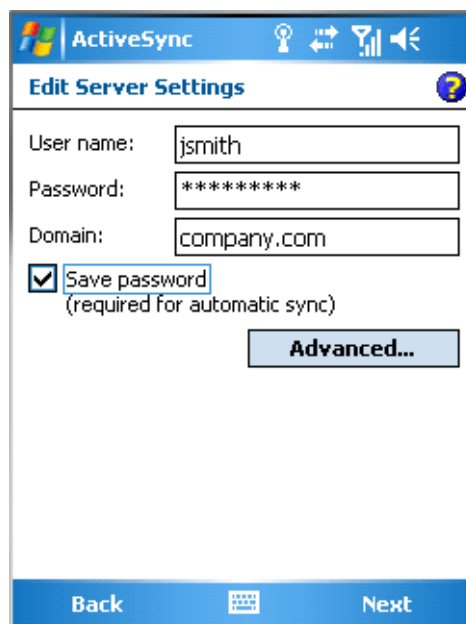 ActiveSync
Edit Server Settings
User name: jsmith
Password: *********
Domain: company.com
Save password
(required for automatic sync)
Advanced...
Back Next